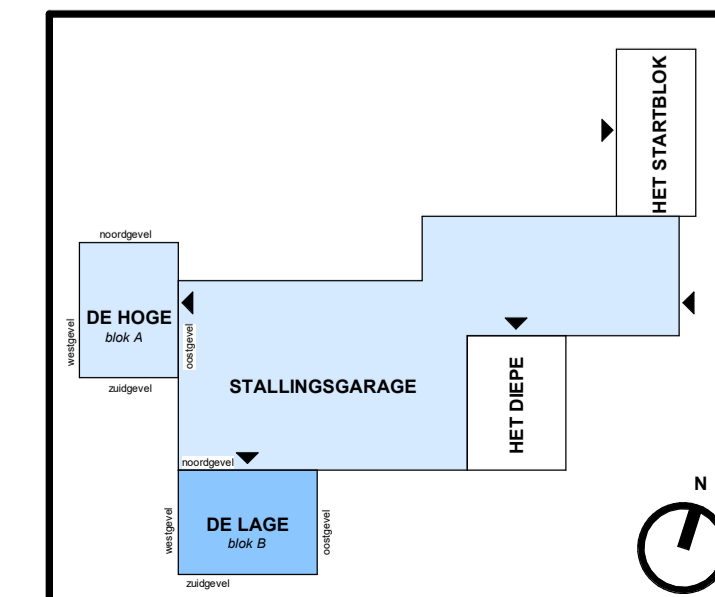 HET STARTBLOK
noordgevel
DE HOGE
blok A
westgevel
oostgevel
zuidgevel
STALLINGSGARAGE
HET DIEPE
noordgevel
DE LAGE
blok B
westgevel
oostgevel
zuidgevel
N